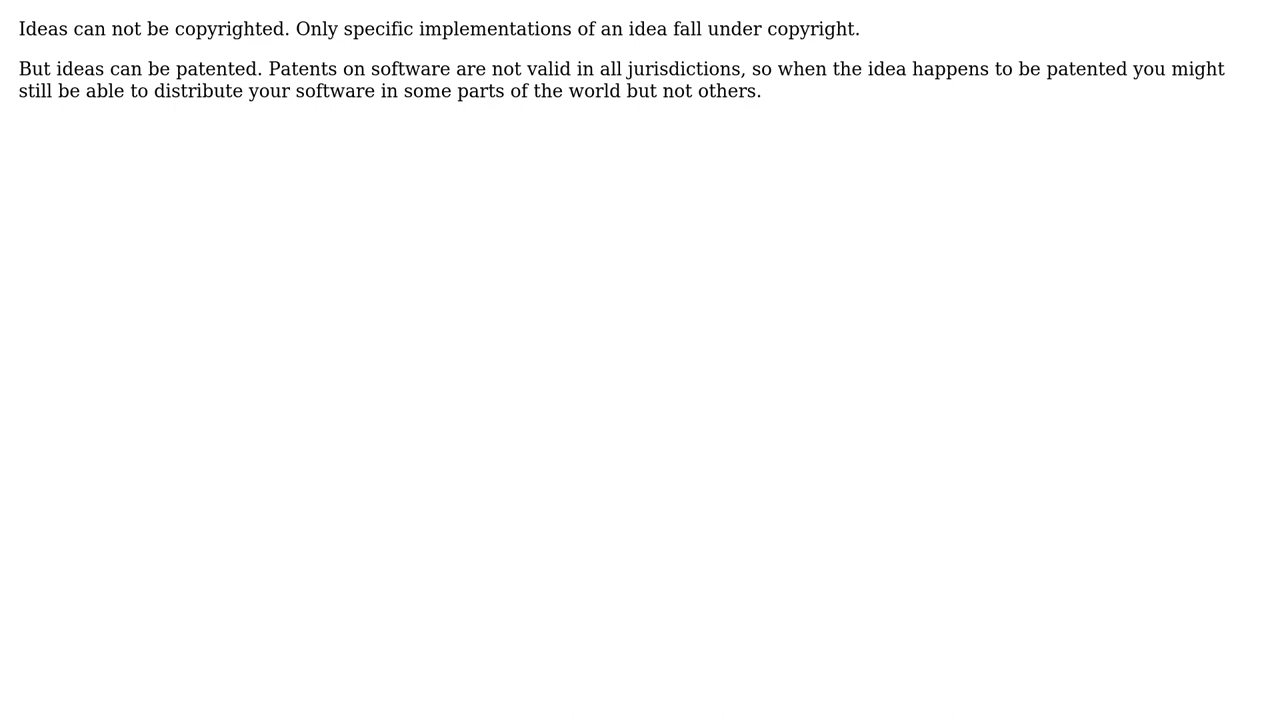 Ideas can not be copyrighted. Only specific implementations of an idea fall under copyright.
But ideas can be patented. Patents on software are not valid in all jurisdictions, so when the idea happens to be patented you might
still be able to distribute your software in some parts of the world but not others.